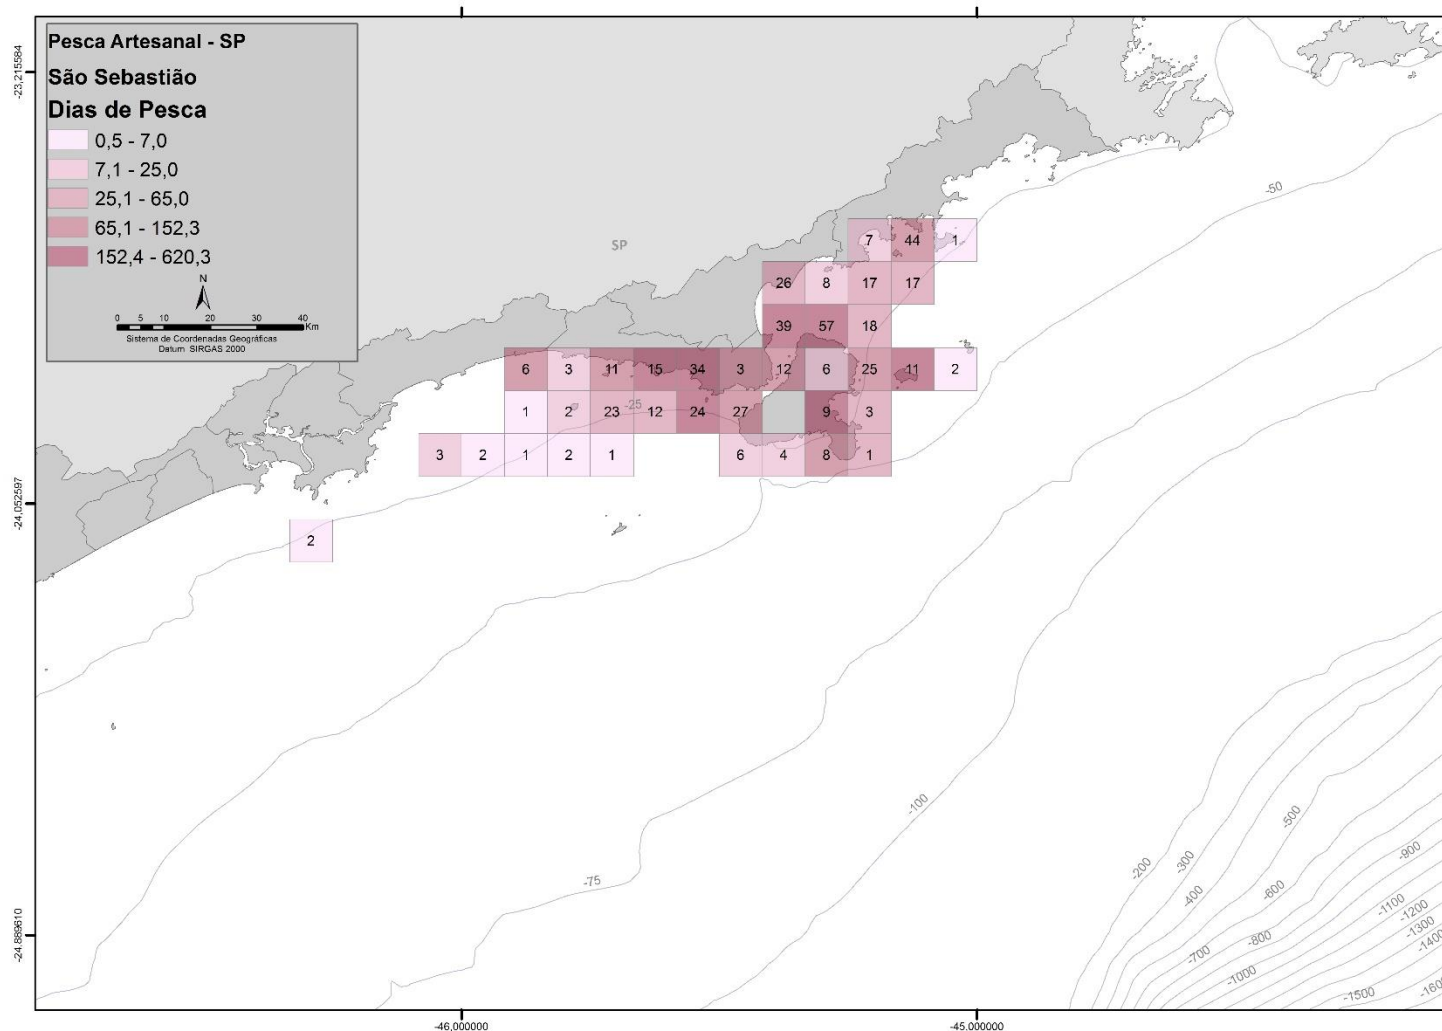 Pesca Artesanal - SP
São Sebastião
Dias de Pesca
0,5 - 7,0
7,1 - 25,0
25,1 - 65,0
65,1 - 152,3
152,4 - 620,3
N
0 5 10 20 30 40 Km
Sistema de Coordenadas Geográficas
Datum SIRGAS 2000
-23,215584
-24,052597
-24,889610
-46,000000
-45,000000
SP
7 44 1
26 8 17 17
39 57 18
6 3 11 15 34 3 12 6 25 11 2
1 2 23 12 24 27 9 3
3 2 1 2 1 6 4 8 1
2
-25
-50
-75
-100
-200
-300
-400
-500
-600
-700
-800
-900
-1000
-1100
-1200
-1300
-1400
-1500
-1600